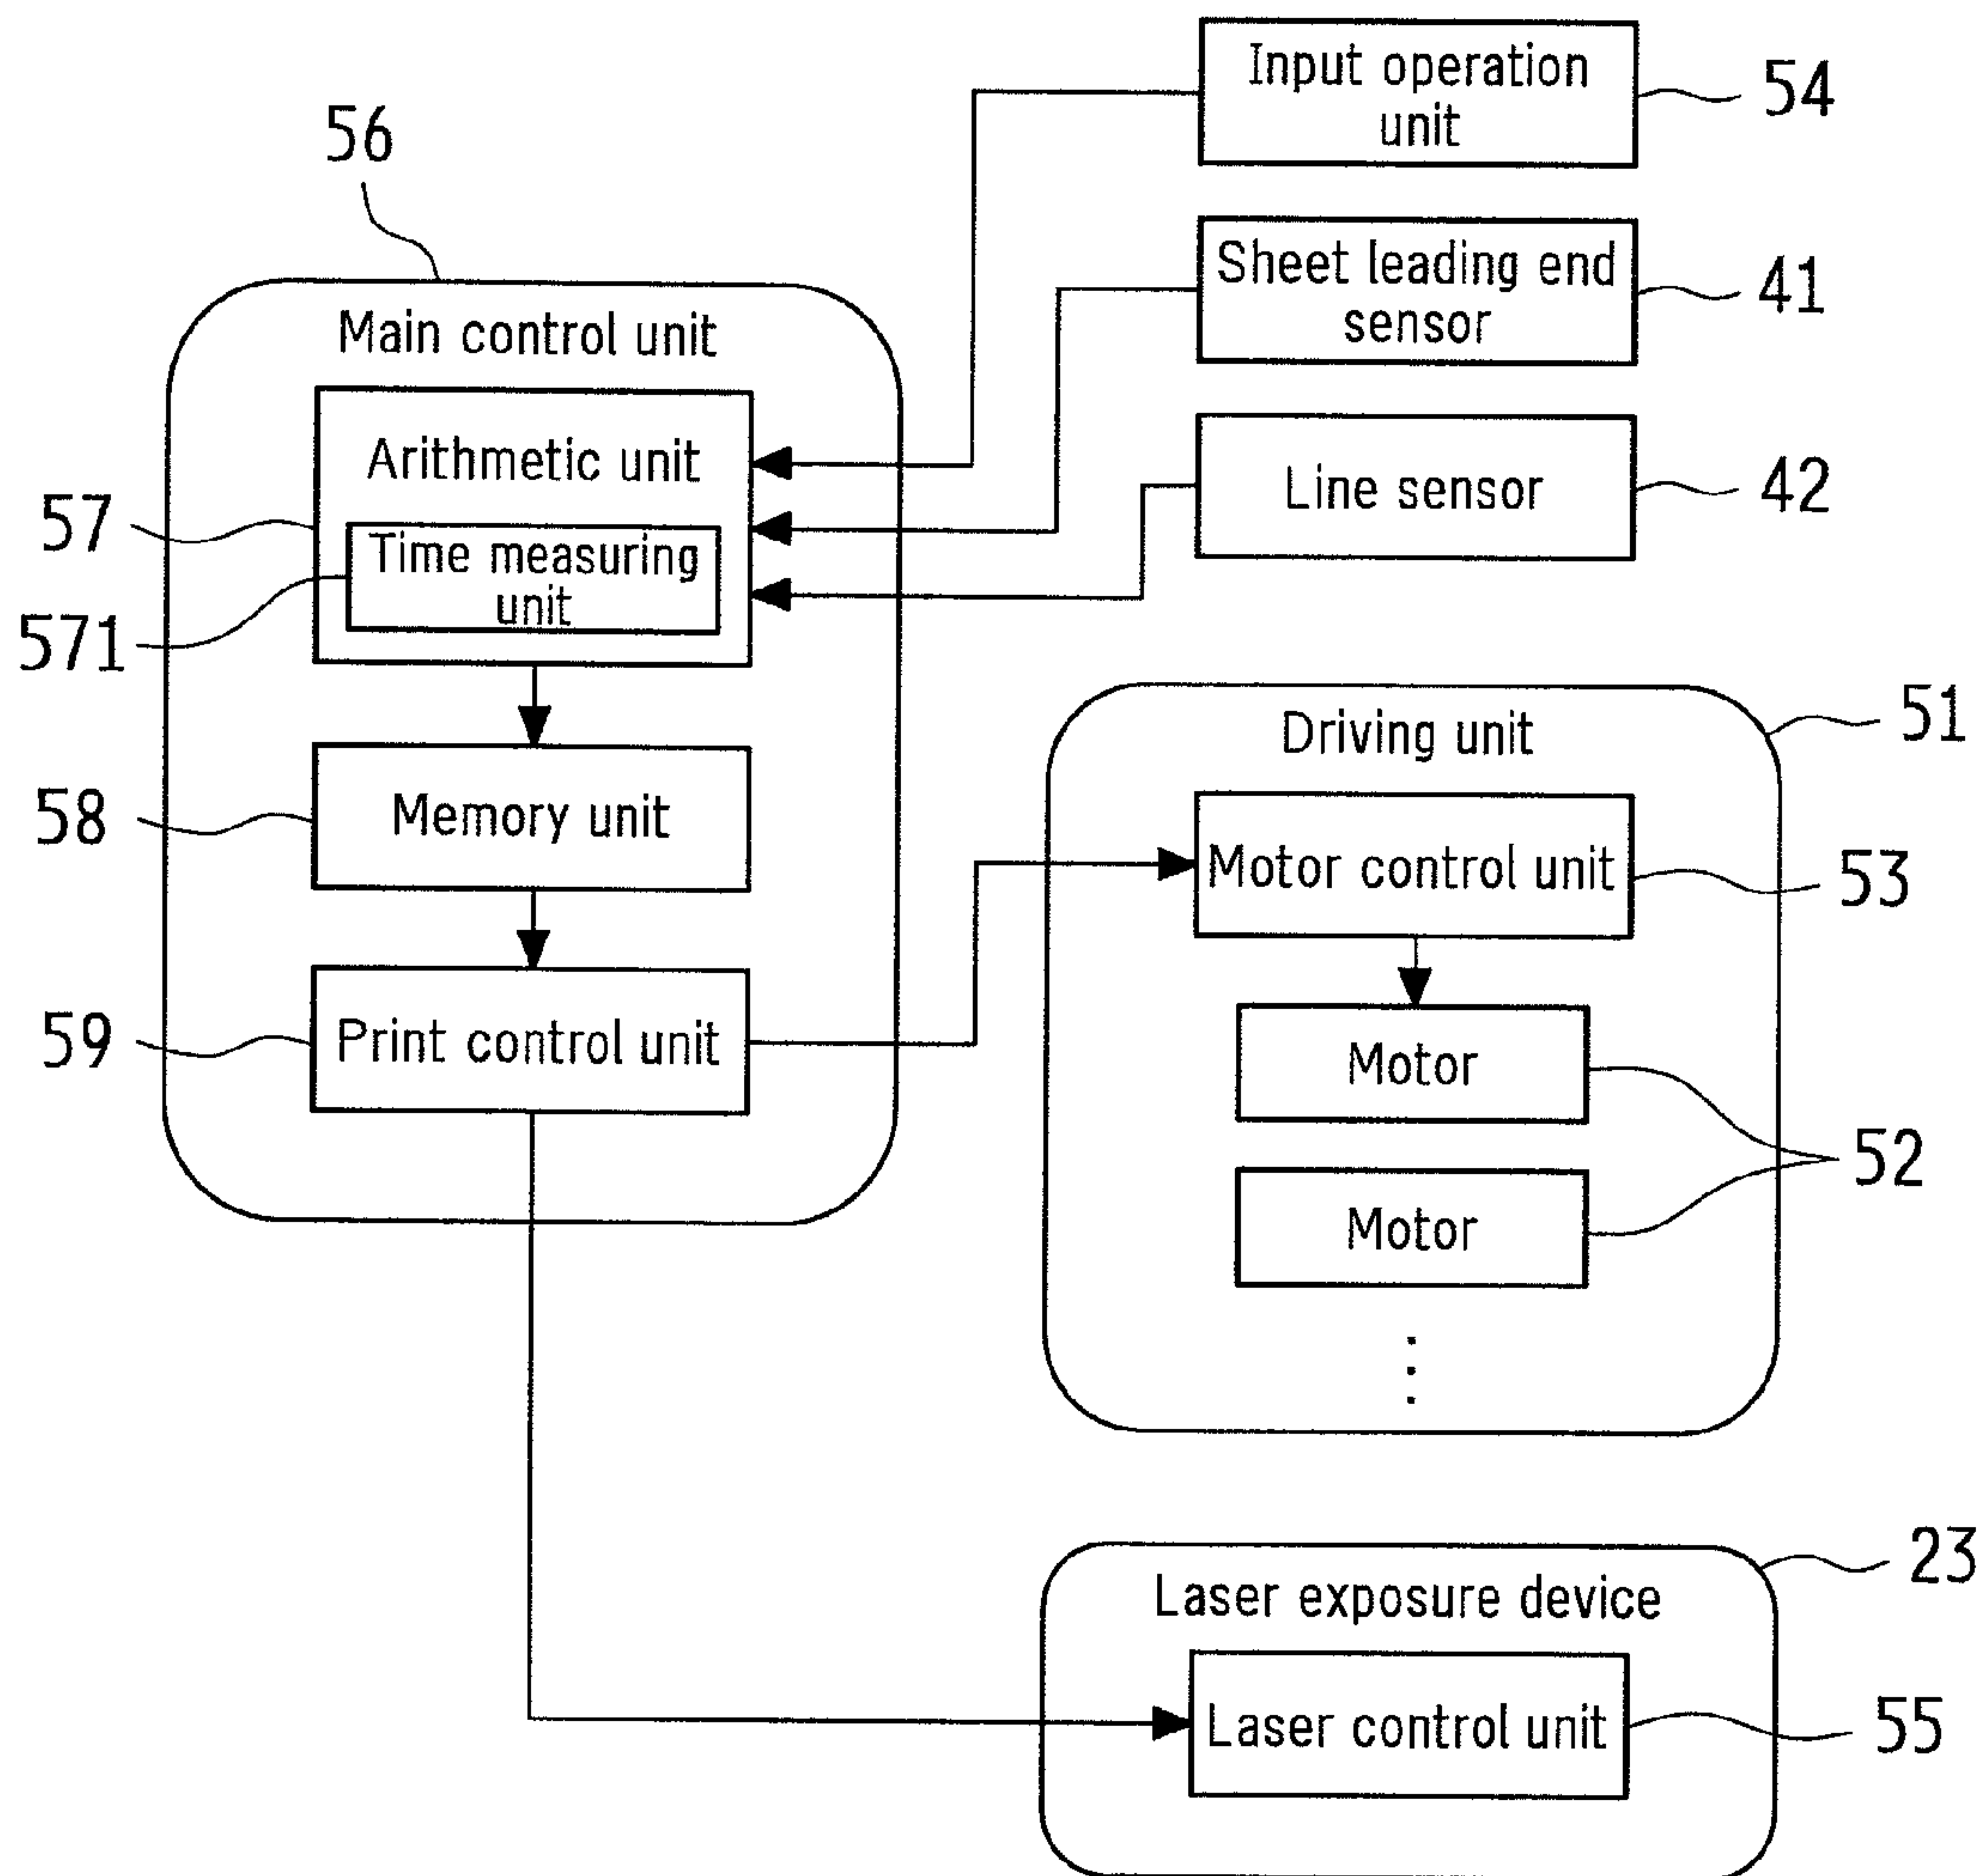 Input operation
unit
54
56
Sheet leading end
sensor
41
Main control unit
Arithmetic unit
Line sensor
42
57
Time measuring
unit
571
51
Driving unit
58
Memory unit
Motor control unit
53
59
Print control unit
Motor
52
Motor
23
Laser exposure device
Laser control unit
55